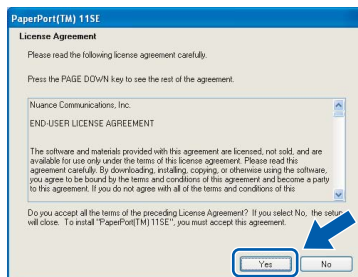 PaperPort(TM) 11SE
License Agreement
Please read the following license agreement carefully.
Press the PAGE DOWN key to see the rest of the agreement.
Nuance Communications, Inc.
END-USER LICENSE AGREEMENT
The software and materials provided with this agreement are licensed, not sold, and are
available for use only under the terms of this license agreement. Please read this
agreement carefully. By downloading, installing, copying, or otherwise using the software,
you agree to be bound by the terms and conditions of this agreement and become a party
to this agreement. If you do not agree with all of the terms and conditions of this
Do you accept all the terms of the preceding License Agreement? If you select No, the setup
will close. To install "PaperPort(TM) 11SE", you must accept this agreement.
Yes
No